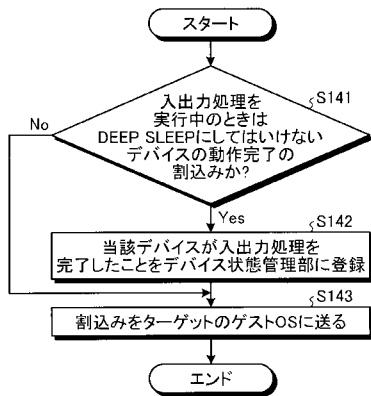 スタート
S141
入出力処理を
実行中のときは
DEEP SLEEPにしてはいけない
デバイスの動作完了の
割込みか?
No
Yes
S142
当該デバイスが入出力処理を
完了したことをデバイス状態管理部に登録
S143
割込みをターゲットのゲストOSに送る
エンド